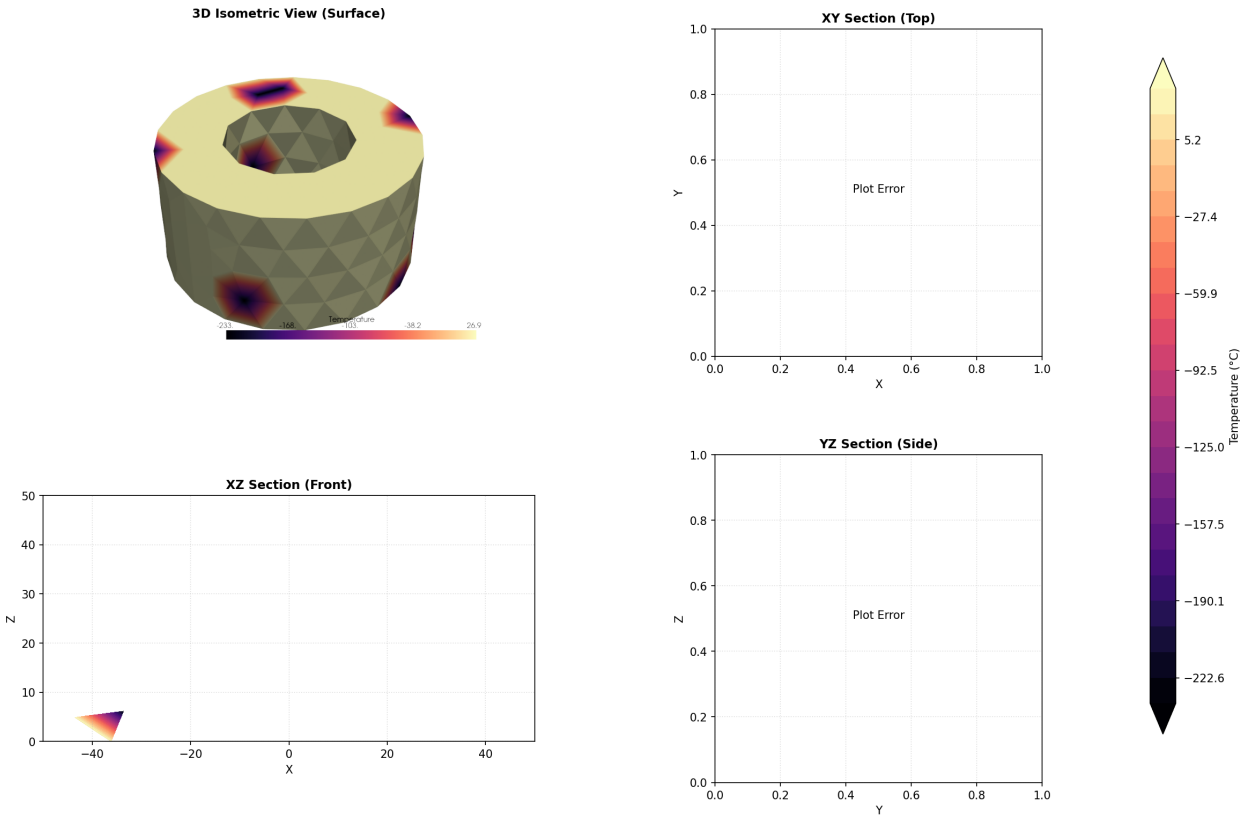 3D Isometric View (Surface)
Temperature
-233. -168. -103. -38.2 26.9
XY Section (Top)
1.0
0.8
0.6
0.4
0.2
0.0
Y
Plot Error
0.0 0.2 0.4 0.6 0.8 1.0
X
XZ Section (Front)
50
40
30
20
10
0
Z
−40 −20 0 20 40
X
YZ Section (Side)
1.0
0.8
0.6
0.4
0.2
0.0
Z
Plot Error
0.0 0.2 0.4 0.6 0.8 1.0
Y
5.2
−27.4
−59.9
−92.5
−125.0
−157.5
−190.1
−222.6
Temperature (°C)